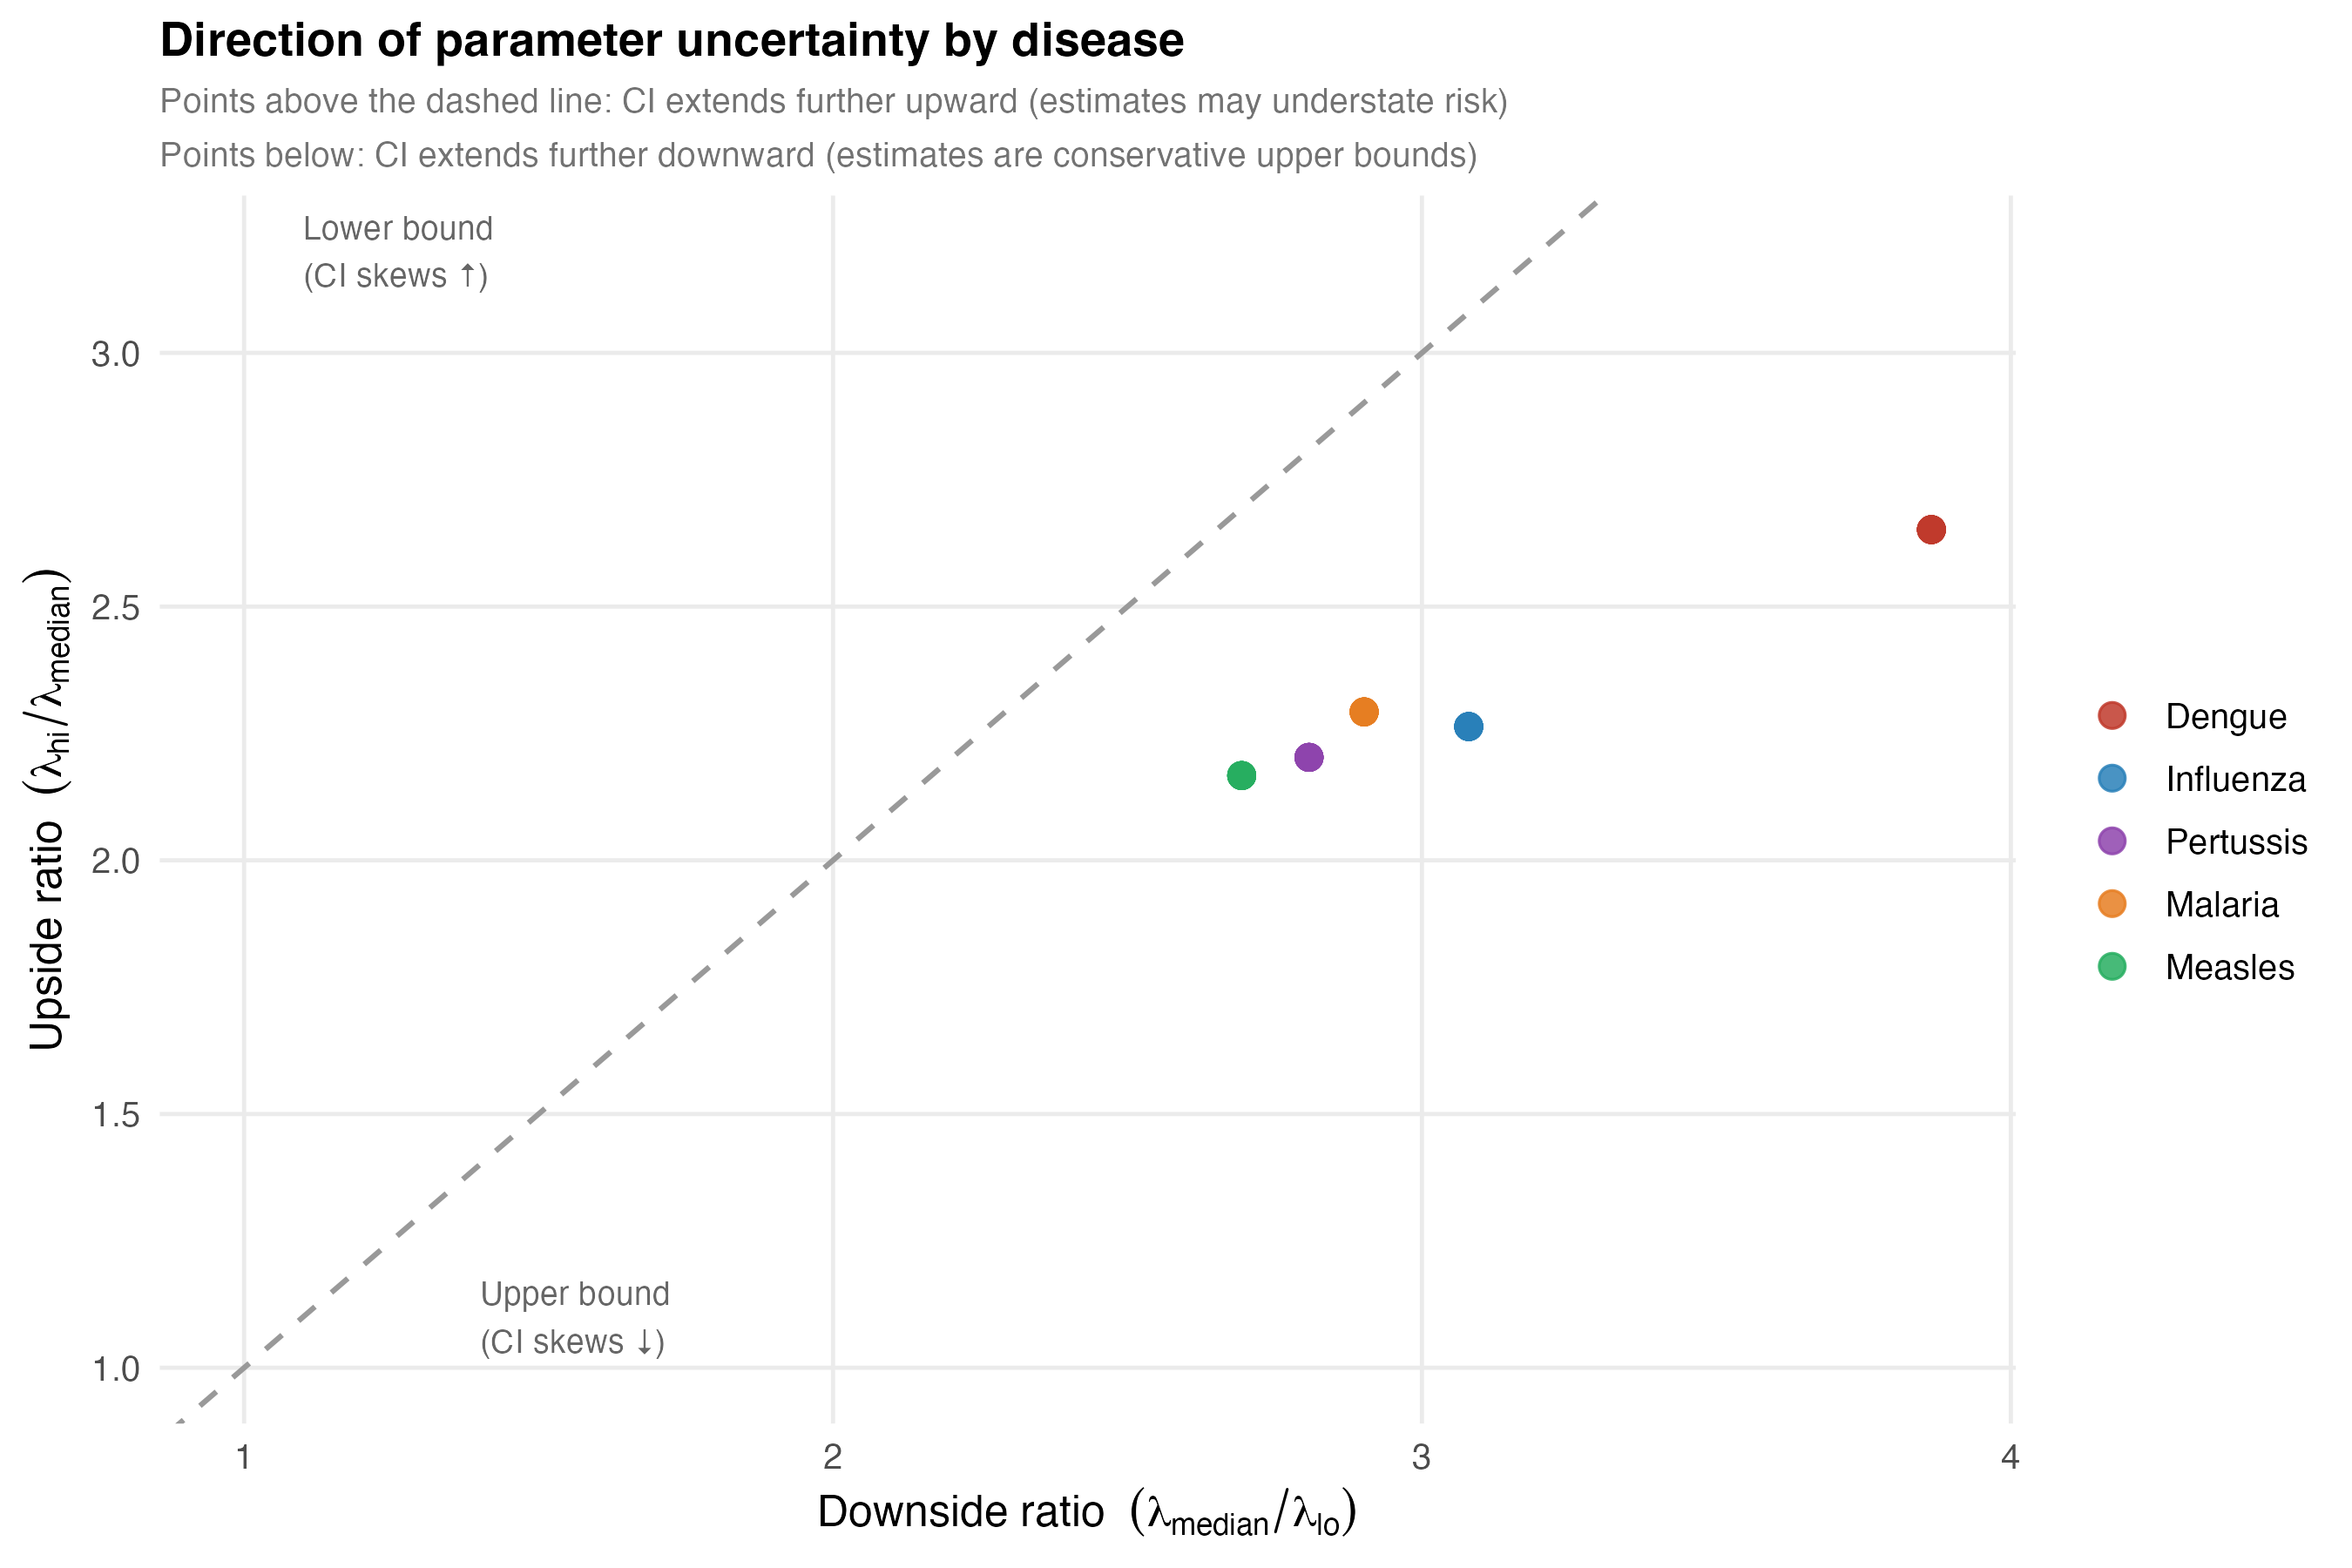 Direction of parameter uncertainty by disease
Points above the dashed line: CI extends further upward (estimates may understate risk)
Points below: CI extends further downward (estimates are conservative upper bounds)
Lower bound
(CI skews ↑)
3.0
2.5
2.0
1.5
1.0
Upside ratio (λhi/λmedian)
Upper bound
(CI skews ↓)
1
2
3
4
Downside ratio (λmedian/λlo)
Dengue
Influenza
Pertussis
Malaria
Measles